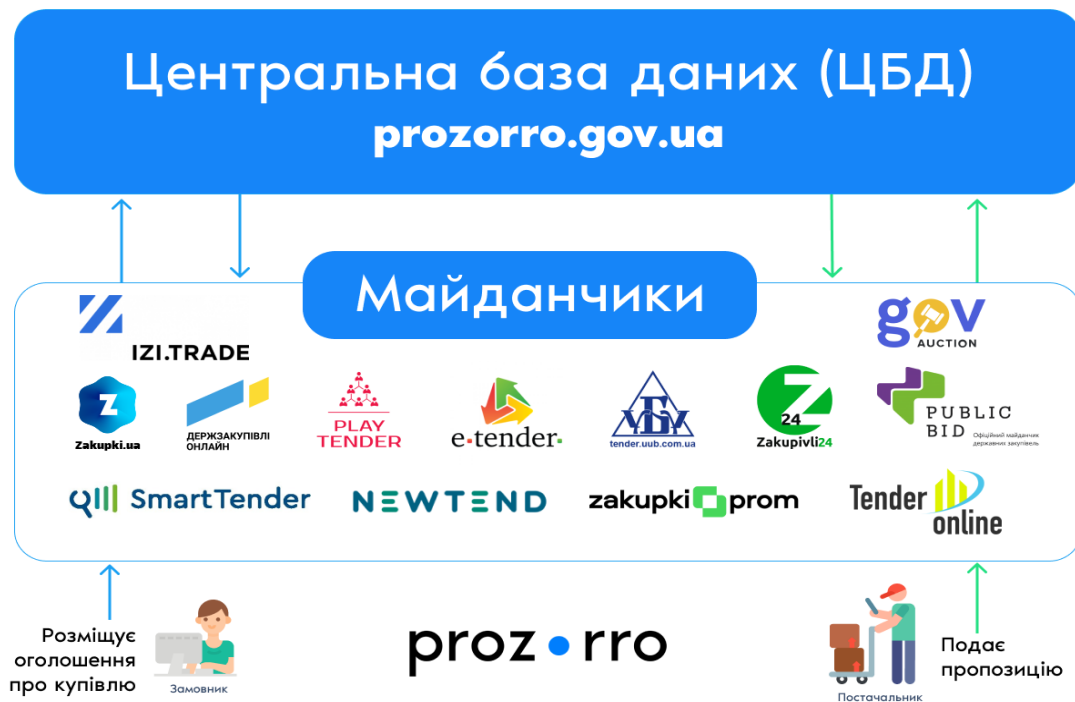 Центральна база даних (ЦБД)
prozorro.gov.ua
Майданчики
IZI.TRADE
gov
AUCTION
Z
Zakupki.ua
ДЕРЖЗАКУПІВЛІ
ОНЛАЙН
PLAY
TENDER
e-tender.
УБУ
tender.uub.com.ua
Z
24
Zakupivli24
PUBLIC
BID
Офіційний майданчик
державних закупівель
SmartTender
NEWTEND
zakupki prom
Tender
online
Розміщує
оголошення
про купівлю
Замовник
prozorro
Постачальник
Подає
пропозицію